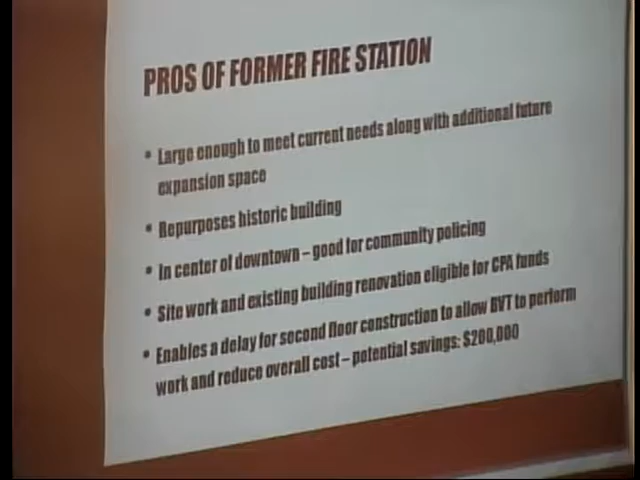 PROS OF FORMER FIRE STATION
• Large enough to meet current needs along with additional future
expansion space
• Repurposes historic building
• In center of downtown – good for community policing
• Site work and existing building renovation eligible for CPA funds
• Enables a delay for second floor construction to allow BVT to perform
work and reduce overall cost – potential savings: $200,000